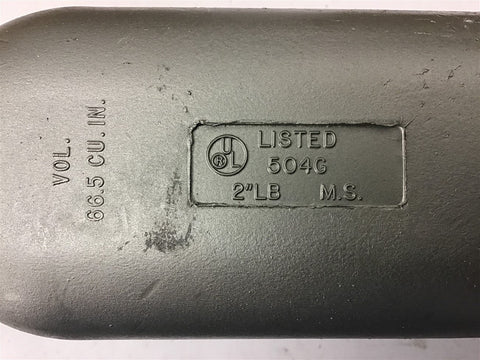 VOL.
66.5 CU. IN.
UL ® LISTED
504G
2"LB M.S.